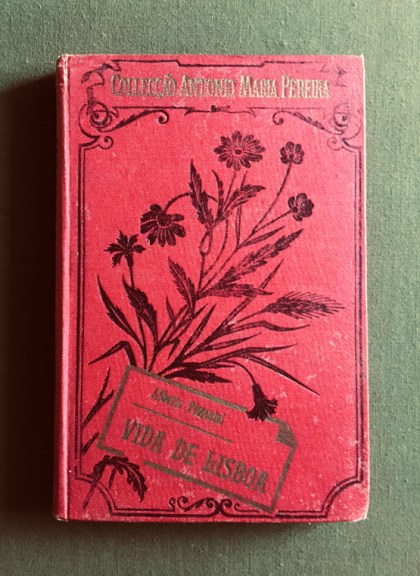 COLLECÇÃO ANTONIO MARIA PEREIRA
Alberto Pimentel
VIDA DE LISBOA